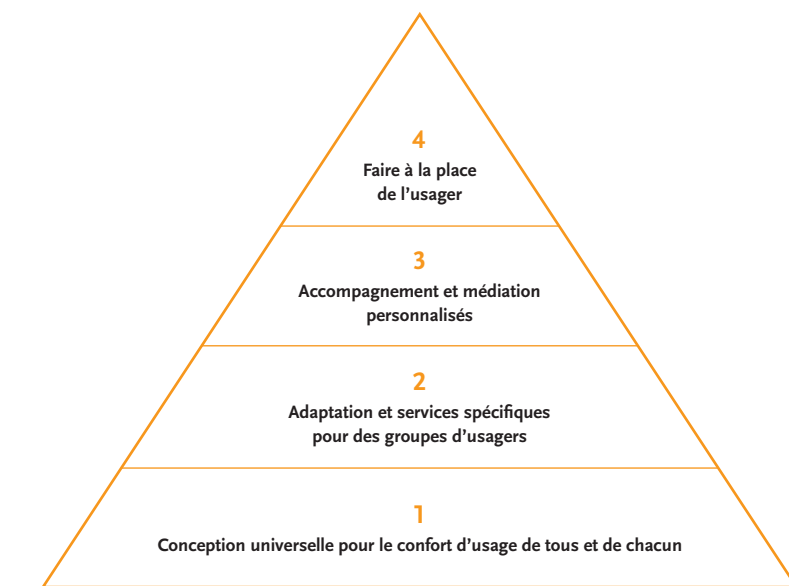 4
Faire à la place
de l’usager
3
Accompagnement et médiation
personnalisés
2
Adaptation et services spécifiques
pour des groupes d’usagers
1
Conception universelle pour le confort d’usage de tous et de chacun